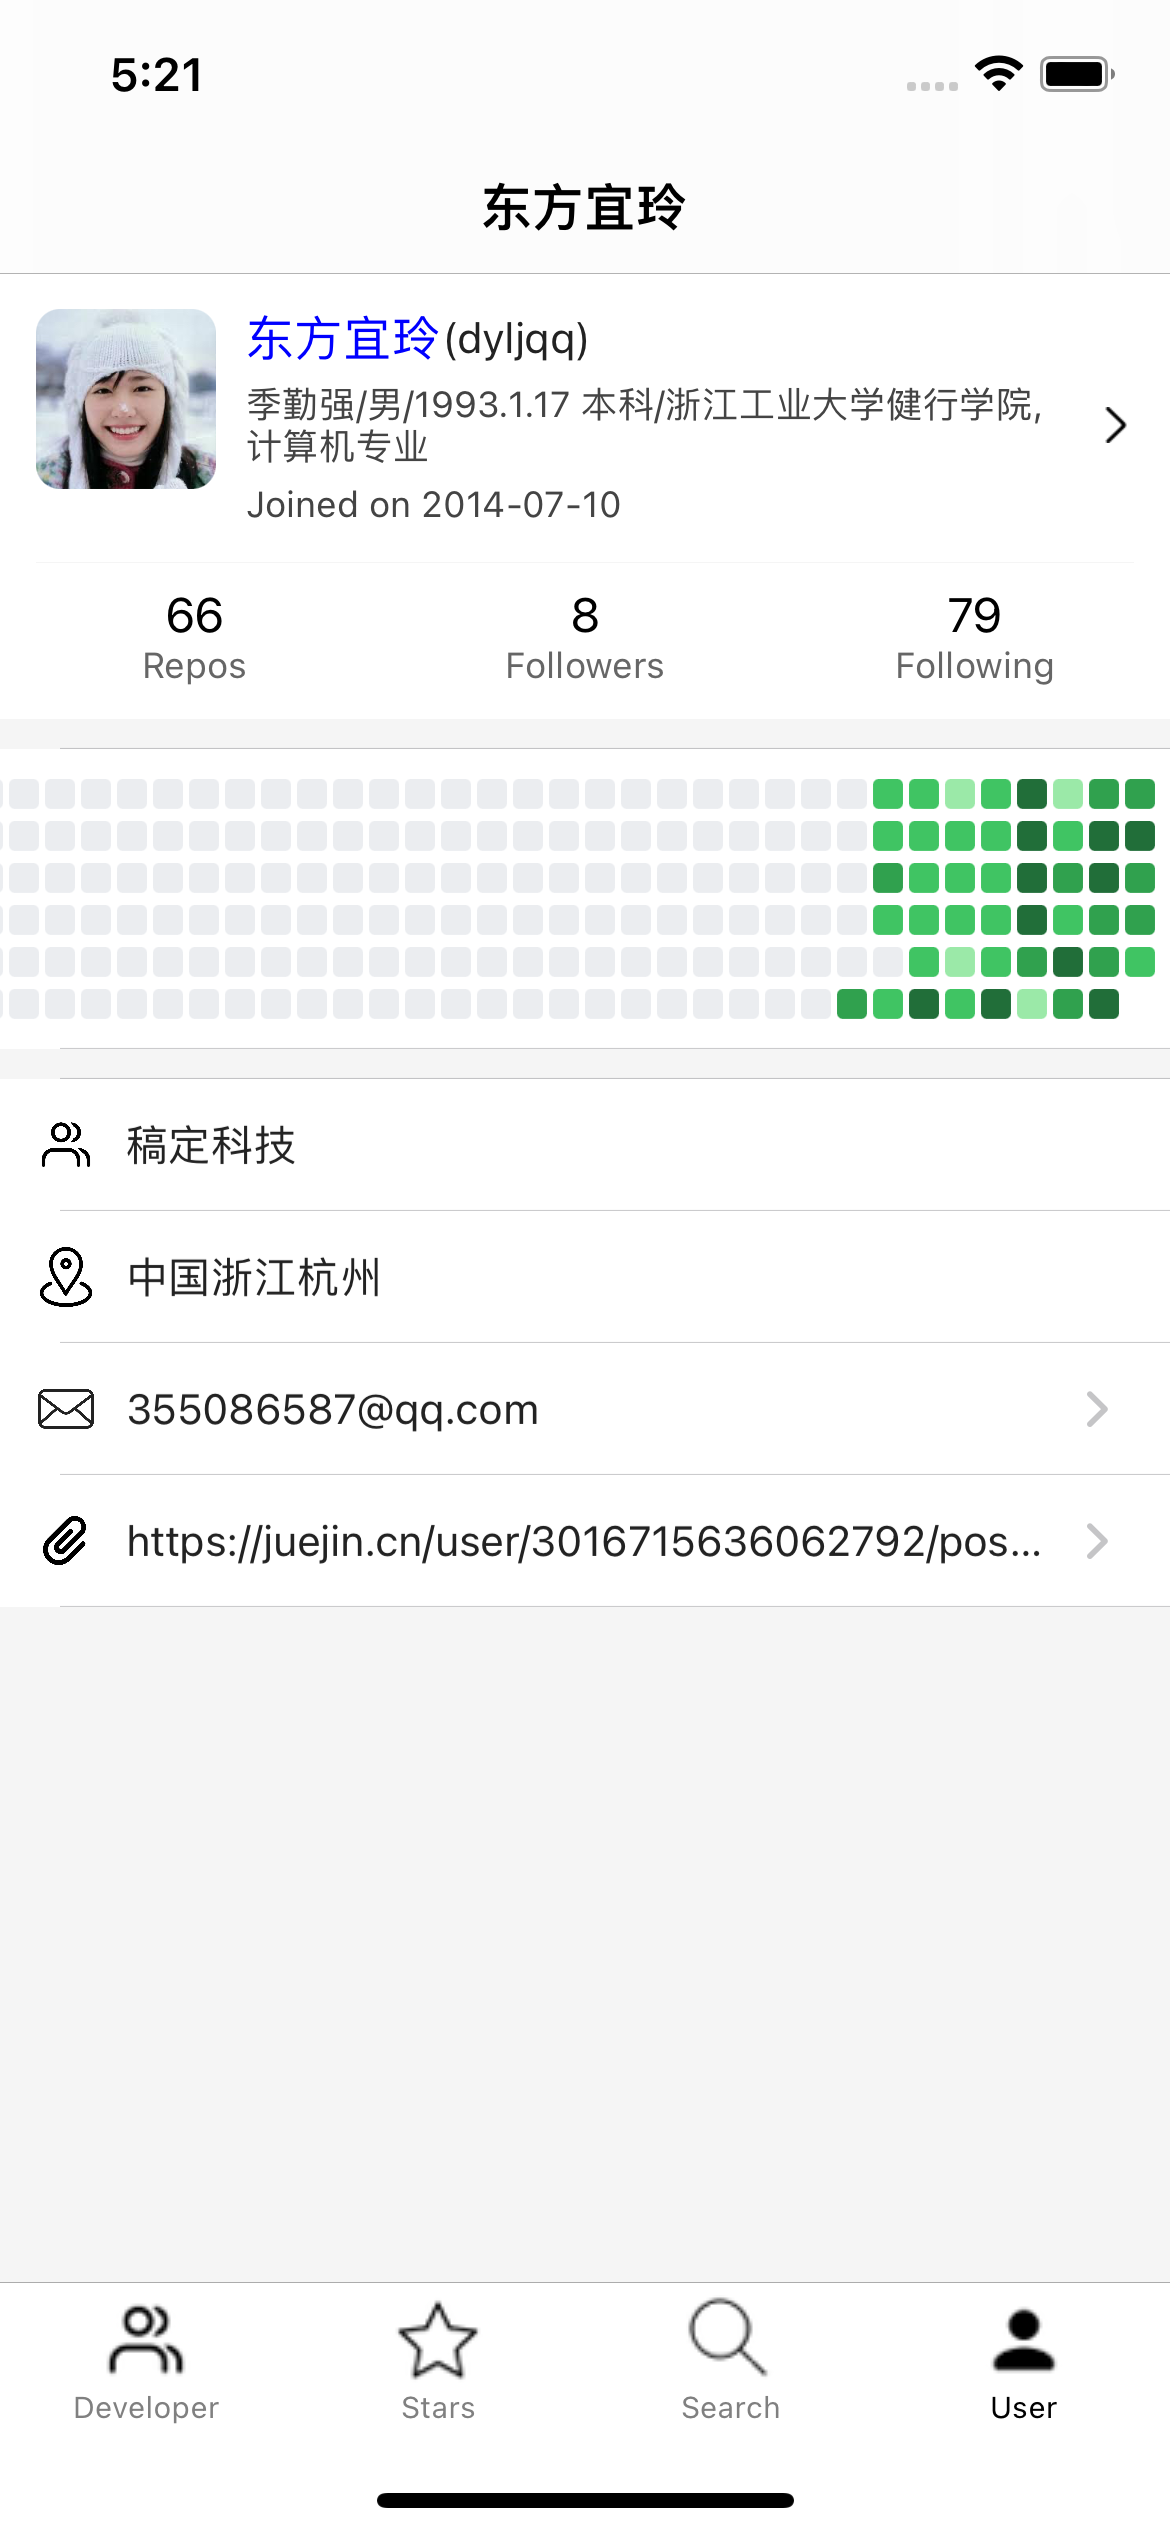 5:21
东方宜玲
东方宜玲(dyljqq)
季勤强/男/1993.1.17 本科/浙江工业大学健行学院,
计算机专业
Joined on 2014-07-10
66
Repos
8
Followers
79
Following
稿定科技
中国浙江杭州
355086587@qq.com
https://juejin.cn/user/3016715636062792/pos...
Developer
Stars
Search
User